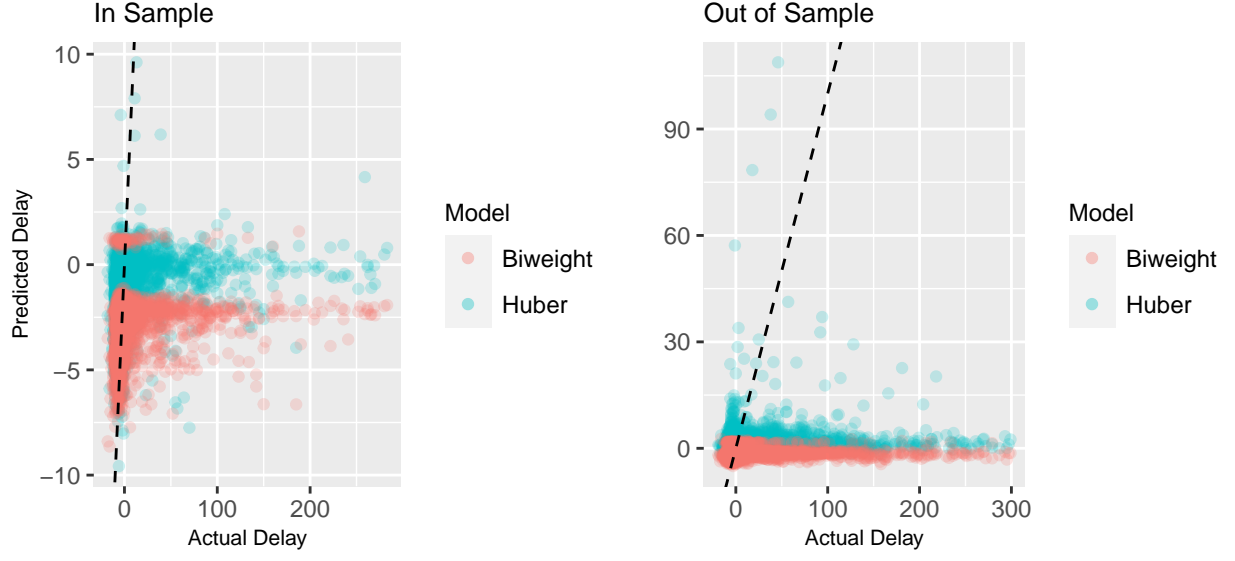 In Sample
Predicted Delay
10
5
0
−5
−10
0 100 200
Actual Delay
Model
Biweight
Huber
Out of Sample
90
60
30
0
0 100 200 300
Actual Delay
Model
Biweight
Huber